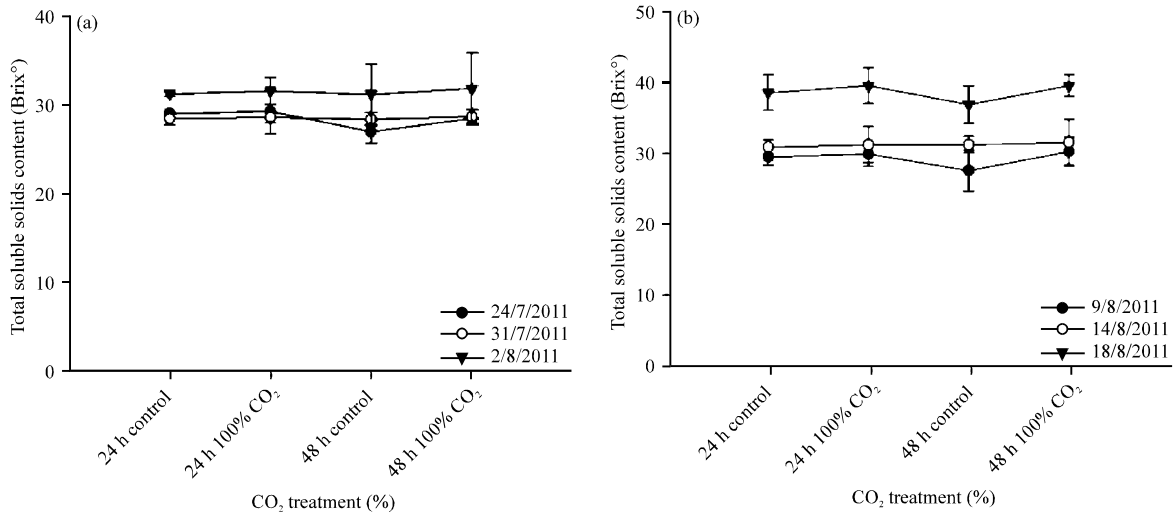 (a)
Total soluble solids content (Brix°)
40
30
20
10
0
24/7/2011
31/7/2011
2/8/2011
24 h control
24 h 100% CO₂
48 h control
48 h 100% CO₂
CO₂ treatment (%)
(b)
Total soluble solids content (Brix°)
50
40
30
20
10
0
9/8/2011
14/8/2011
18/8/2011
24 h control
24 h 100% CO₂
48 h control
48 h 100% CO₂
CO₂ treatment (%)